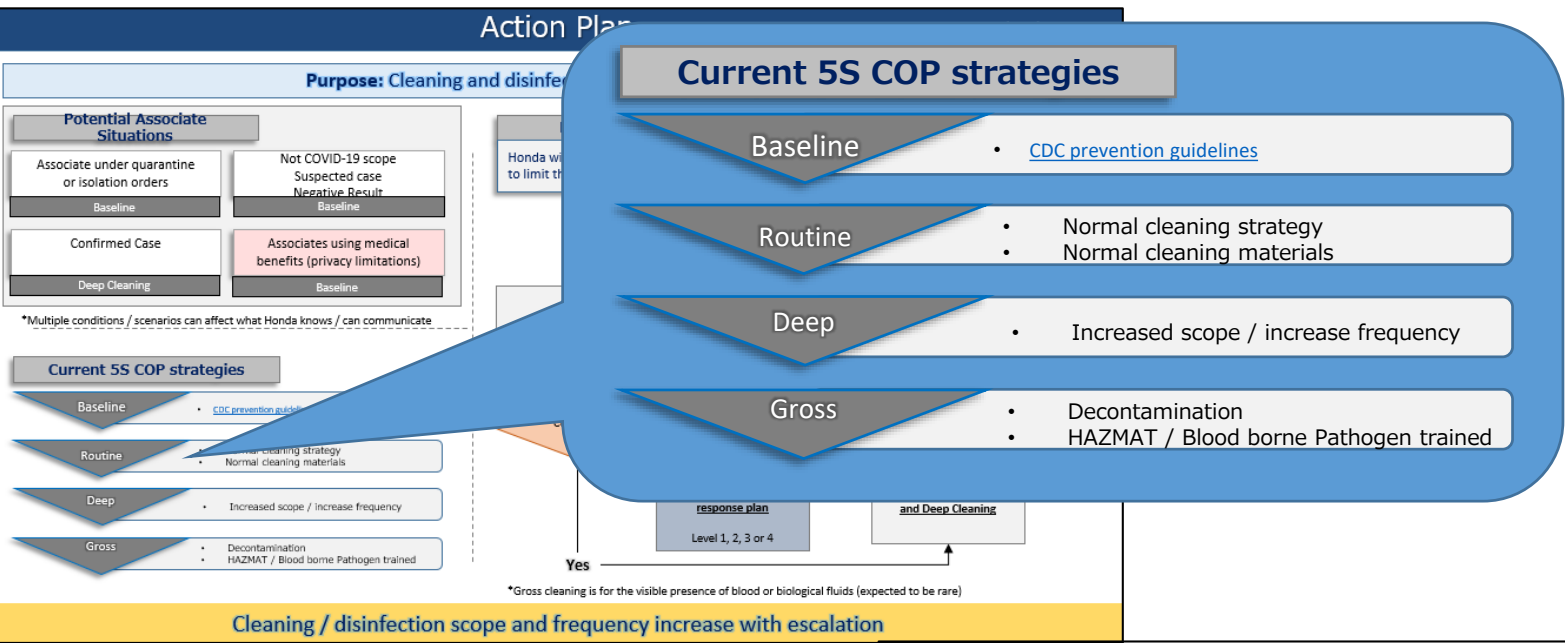 Action Plan
Purpose: Cleaning and
Potential Associate
Situations
Associate under quarantine
or isolation orders
Baseline
Not COVID-19 scope
Suspected case
Negative Result
Baseline
Confirmed Case
Deep Cleaning
Associates using medical
benefits (privacy limitations)
Baseline
*Multiple conditions / scenarios can affect what Honda knows / can communicate
Honda
to limit
Current 5S COP strategies
Baseline
• CDC prevention
Routine
cleaning strategy
• Normal cleaning materials
Deep
• Increased scope / increase frequency
Gross
• Decontamination
• HAZMAT / Blood borne Pathogen trained
Current 5S COP strategies
Baseline
• CDC prevention guidelines
Routine
• Normal cleaning strategy
• Normal cleaning materials
Deep
• Increased scope / increase frequency
Gross
• Decontamination
• HAZMAT / Blood borne Pathogen trained
response plan
Level 1, 2, 3 or 4
and Deep Cleaning
Yes
*Gross cleaning is for the visible presence of blood or biological fluids (expected to be rare)
Cleaning / disinfection scope and frequency increase with escalation